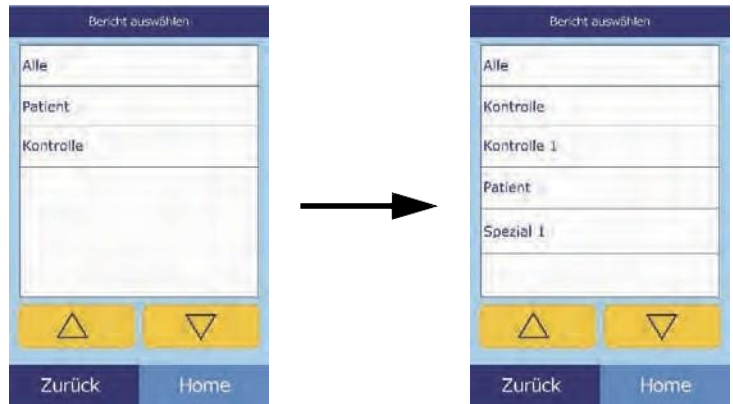 Bericht auswählen
Alle
Patient
Kontrolle
Zurück
Home
Bericht auswählen
Alle
Kontrolle
Kontrolle 1
Patient
Spezial 1
Zurück
Home